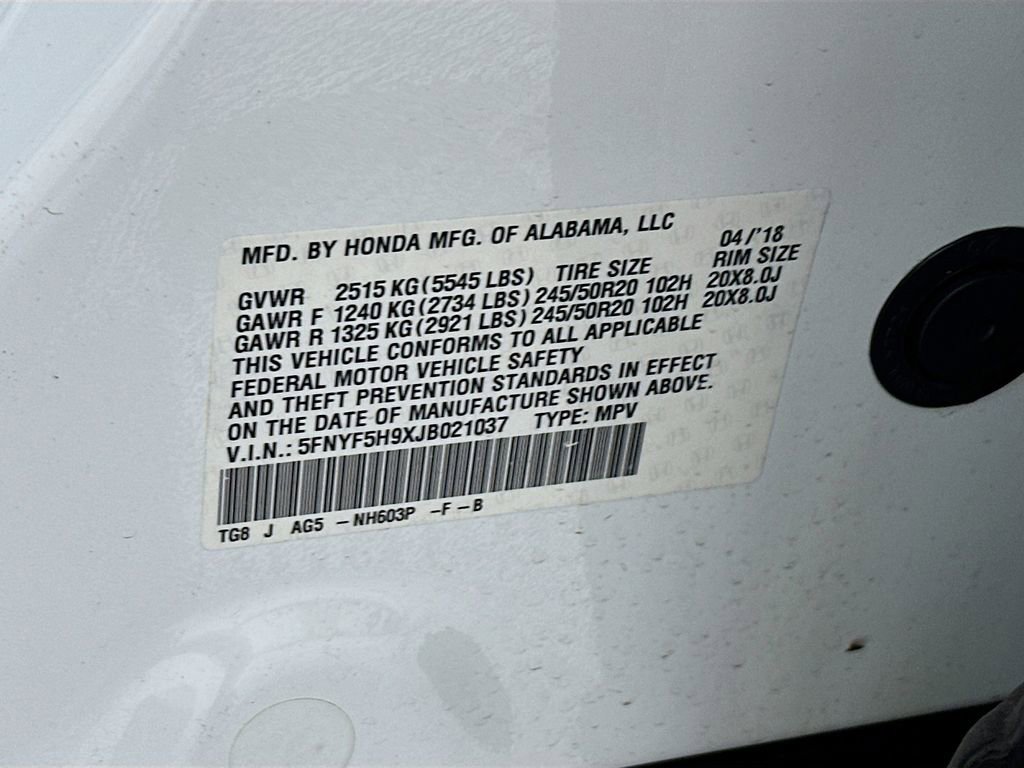 MFD. BY HONDA MFG. OF ALABAMA, LLC 04/'18
GVWR 2515 KG (5545 LBS) TIRE SIZE RIM SIZE
GAWR F 1240 KG (2734 LBS) 245/50R20 102H 20X8.0J
GAWR R 1325 KG (2921 LBS) 245/50R20 102H 20X8.0J
THIS VEHICLE CONFORMS TO ALL APPLICABLE
FEDERAL MOTOR VEHICLE SAFETY
AND THEFT PREVENTION STANDARDS IN EFFECT
ON THE DATE OF MANUFACTURE SHOWN ABOVE.
V.I.N.: 5FNYF5H9XJB021037 TYPE: MPV
TG8 J AG5 -NH603P -F-B